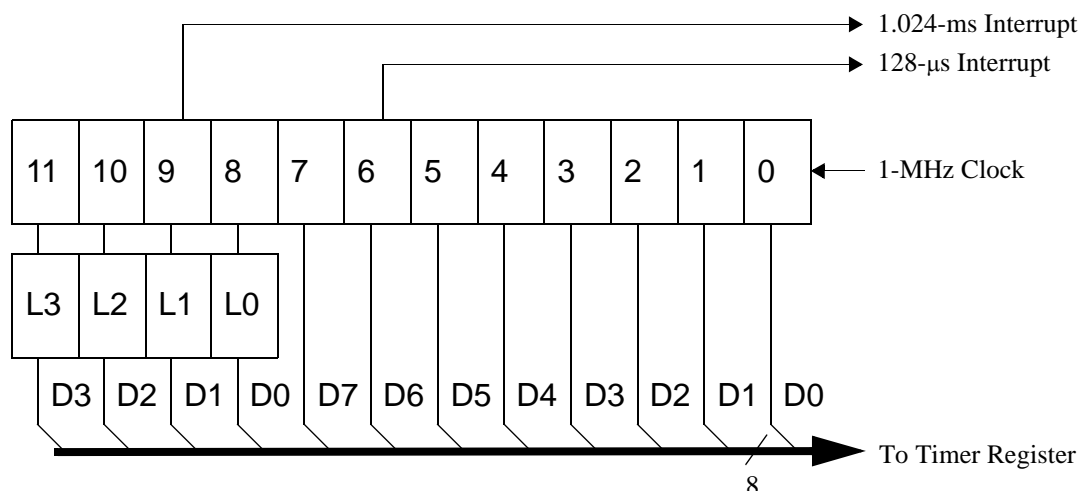 1.024-ms Interrupt
128-μs Interrupt
11 10 9 8 7 6 5 4 3 2 1 0
1-MHz Clock
L3 L2 L1 L0
D3 D2 D1 D0 D7 D6 D5 D4 D3 D2 D1 D0
To Timer Register
8